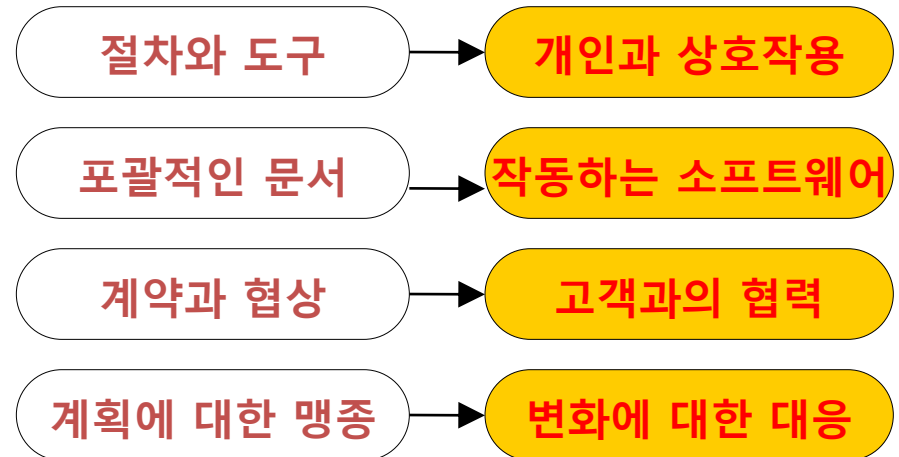 절차와 도구
개인과 상호작용
포괄적인 문서
작동하는 소프트웨어
계약과 협상
고객과의 협력
계획에 대한 맹종
변화에 대한 대응